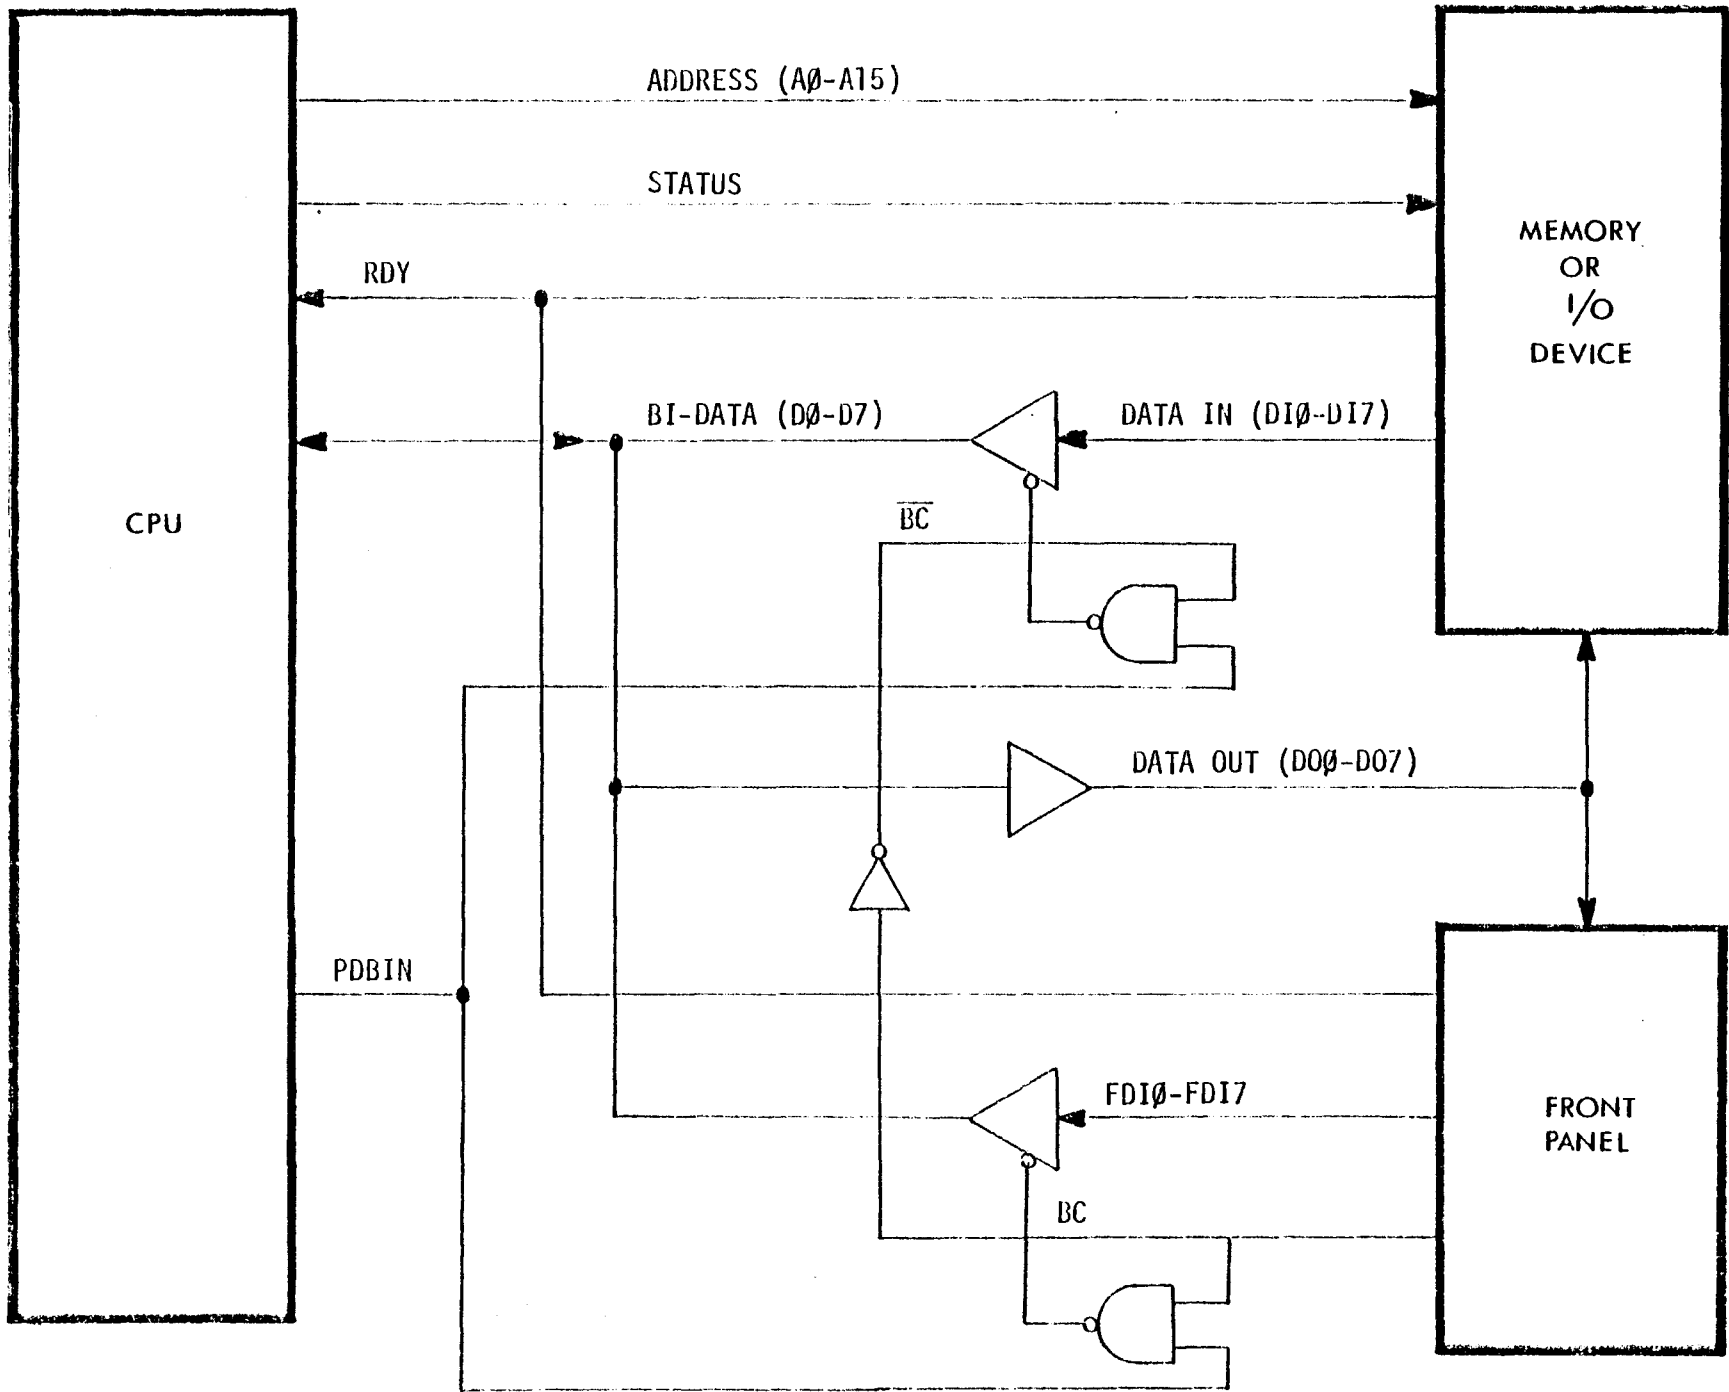 ADDRESS (AØ-A15)
STATUS
RDY
MEMORY
OR
I/O
DEVICE
BI-DATA (DØ-D7)
DATA IN (DIØ-DI7)
CPU
B̅C̅
DATA OUT (DOØ-DO7)
PDBIN
FDIØ-FDI7
FRONT
PANEL
BC